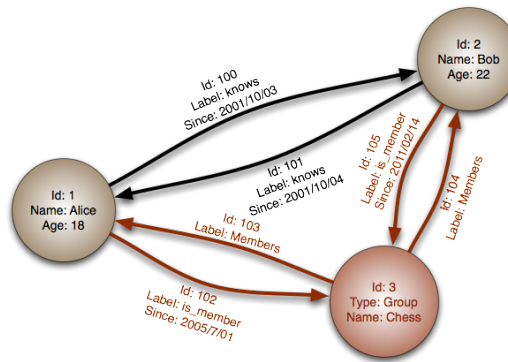 Id: 2
Name: Bob
Age: 22
Id: 100
Label: knows
Since: 2001/10/03
Id: 101
Label: knows
Since: 2001/10/04
Id: 105
Label: is_member
Since: 2011/02/14
Id: 104
Label: Members
Id: 1
Name: Alice
Age: 18
Id: 103
Label: Members
Id: 102
Label: is_member
Since: 2005/7/01
Id: 3
Type: Group
Name: Chess